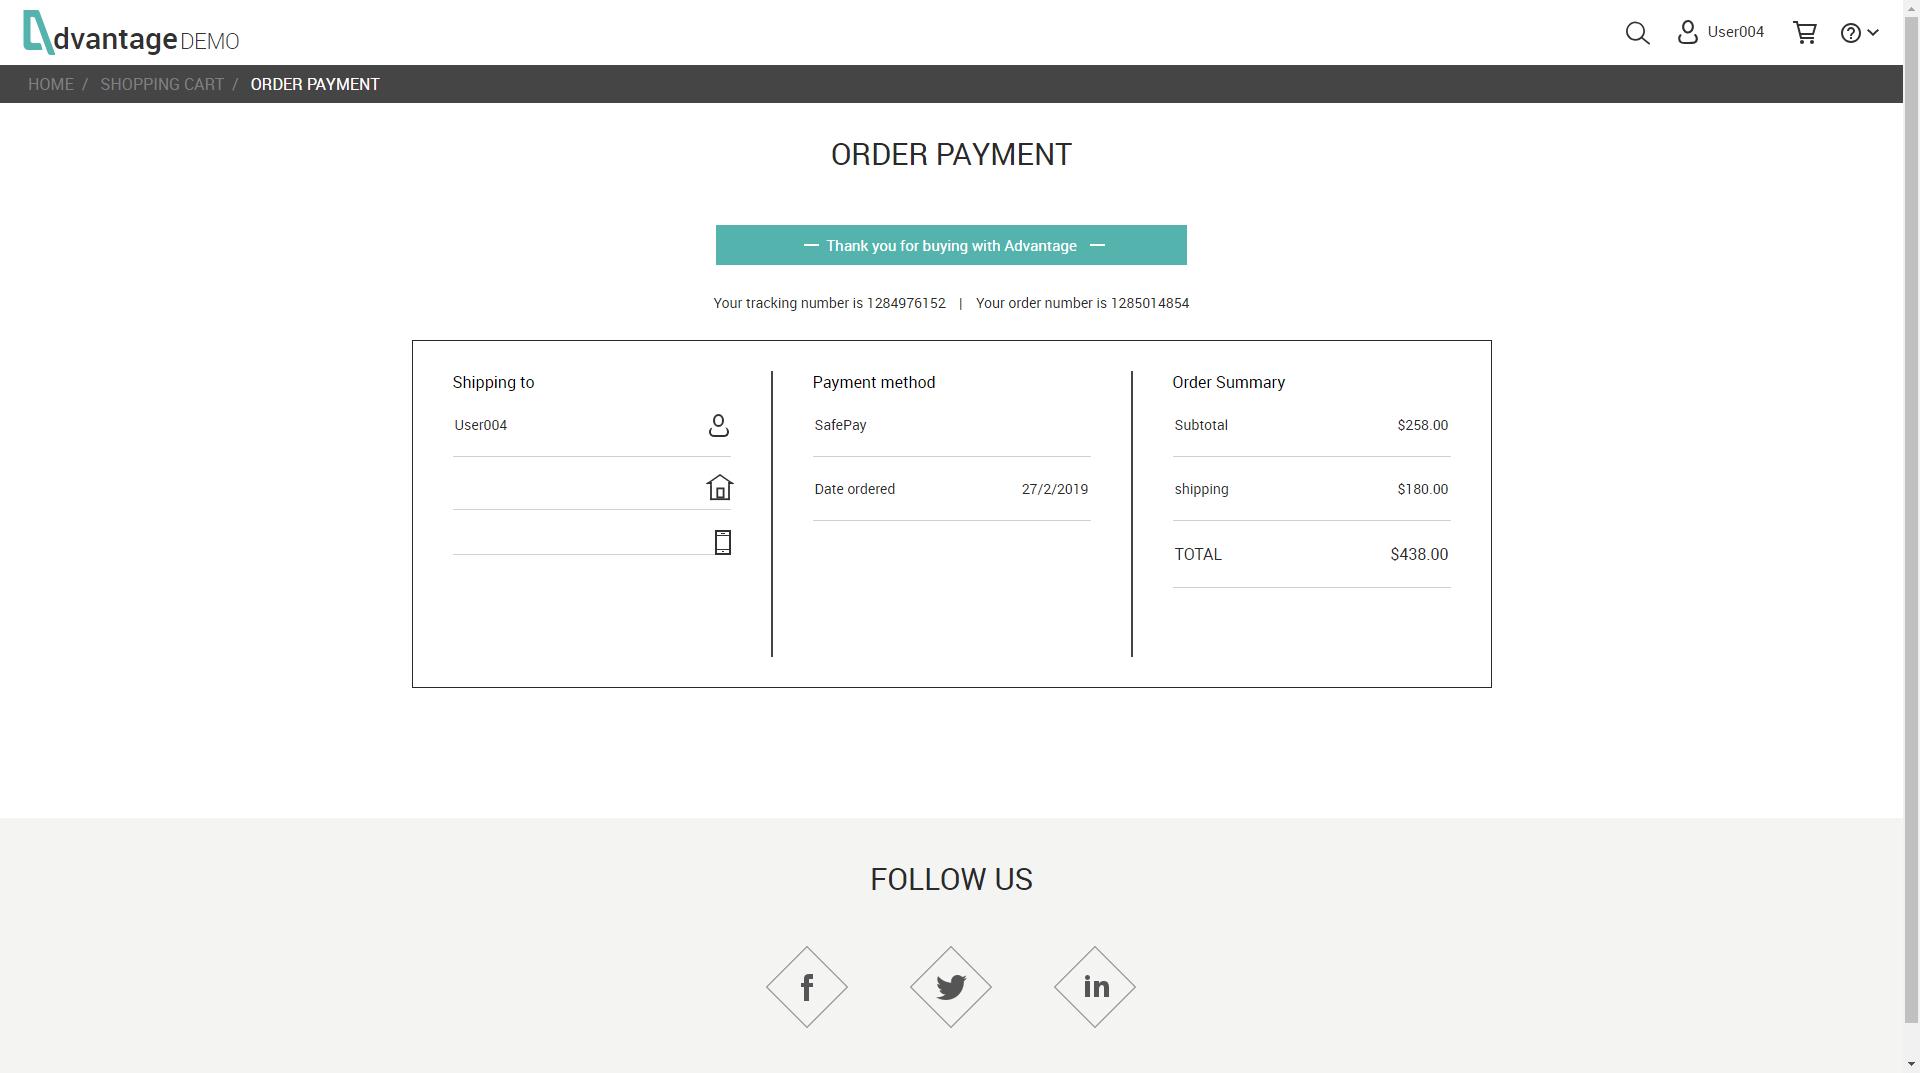 Advantage DEMO
User004
HOME / SHOPPING CART / ORDER PAYMENT
ORDER PAYMENT
— Thank you for buying with Advantage —
Your tracking number is 1284976152 | Your order number is 1285014854
Shipping to
User004
Payment method
SafePay
Date ordered 27/2/2019
Order Summary
Subtotal $258.00
shipping $180.00
TOTAL $438.00
FOLLOW US